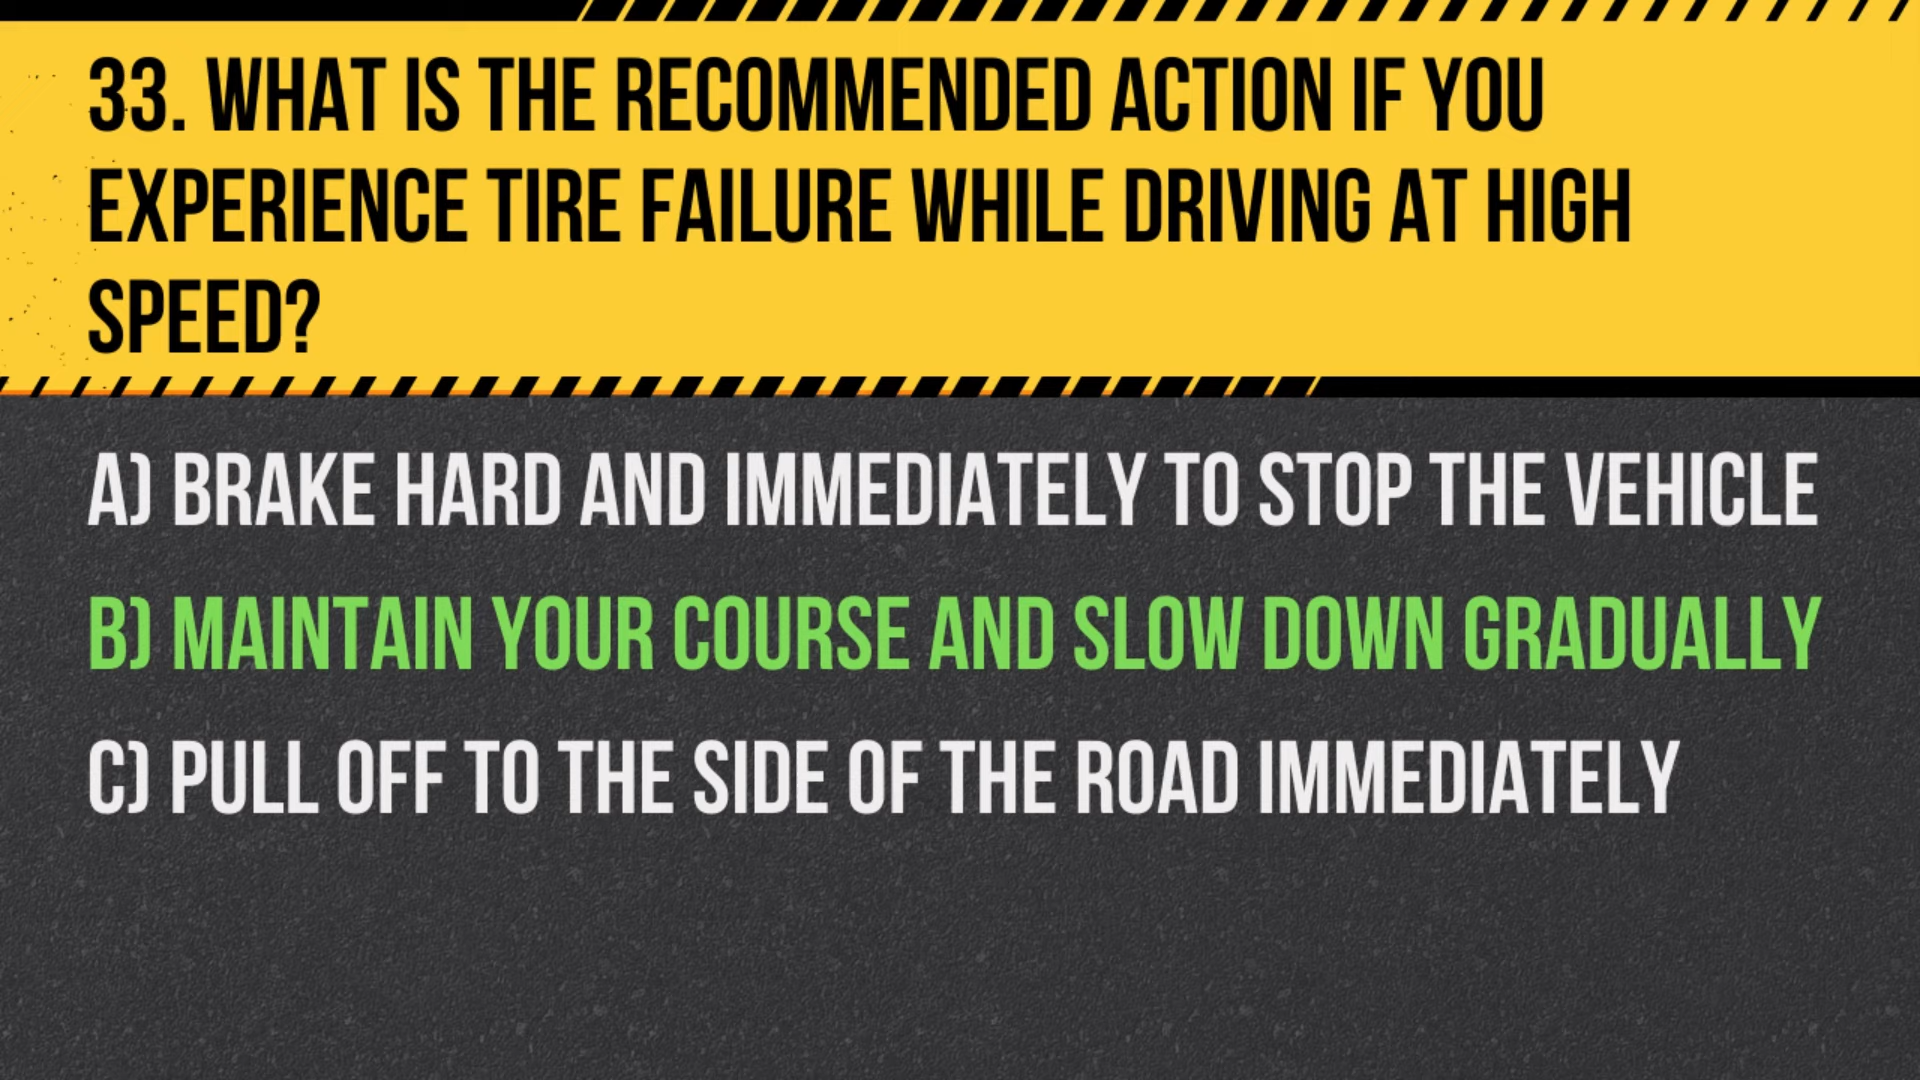 33. WHAT IS THE RECOMMENDED ACTION IF YOU
EXPERIENCE TIRE FAILURE WHILE DRIVING AT HIGH
SPEED?
A) BRAKE HARD AND IMMEDIATELY TO STOP THE VEHICLE
B) MAINTAIN YOUR COURSE AND SLOW DOWN GRADUALLY
C) PULL OFF TO THE SIDE OF THE ROAD IMMEDIATELY